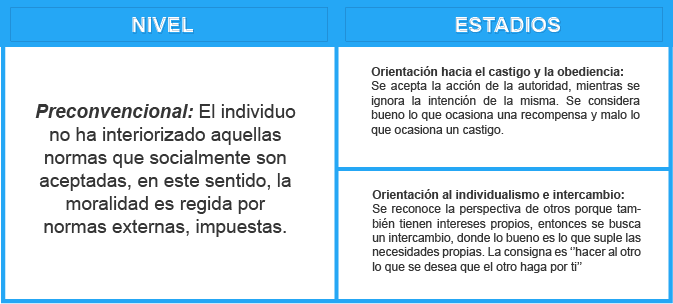 NIVEL
ESTADIOS
Preconvencional: El individuo
no ha interiorizado aquellas
normas que socialmente son
aceptadas, en este sentido, la
moralidad es regida por
normas externas, impuestas.
Orientación hacia el castigo y la obediencia:
Se acepta la acción de la autoridad, mientras se
ignora la intención de la misma. Se considera
bueno lo que ocasiona una recompensa y malo lo
que ocasiona un castigo.
Orientación al individualismo e intercambio:
Se reconoce la perspectiva de otros porque tam-
bién tienen intereses propios, entonces se busca
un intercambio, donde lo bueno es lo que suple las
necesidades propias. La consigna es ‘’hacer al otro
lo que se desea que el otro haga por ti’’